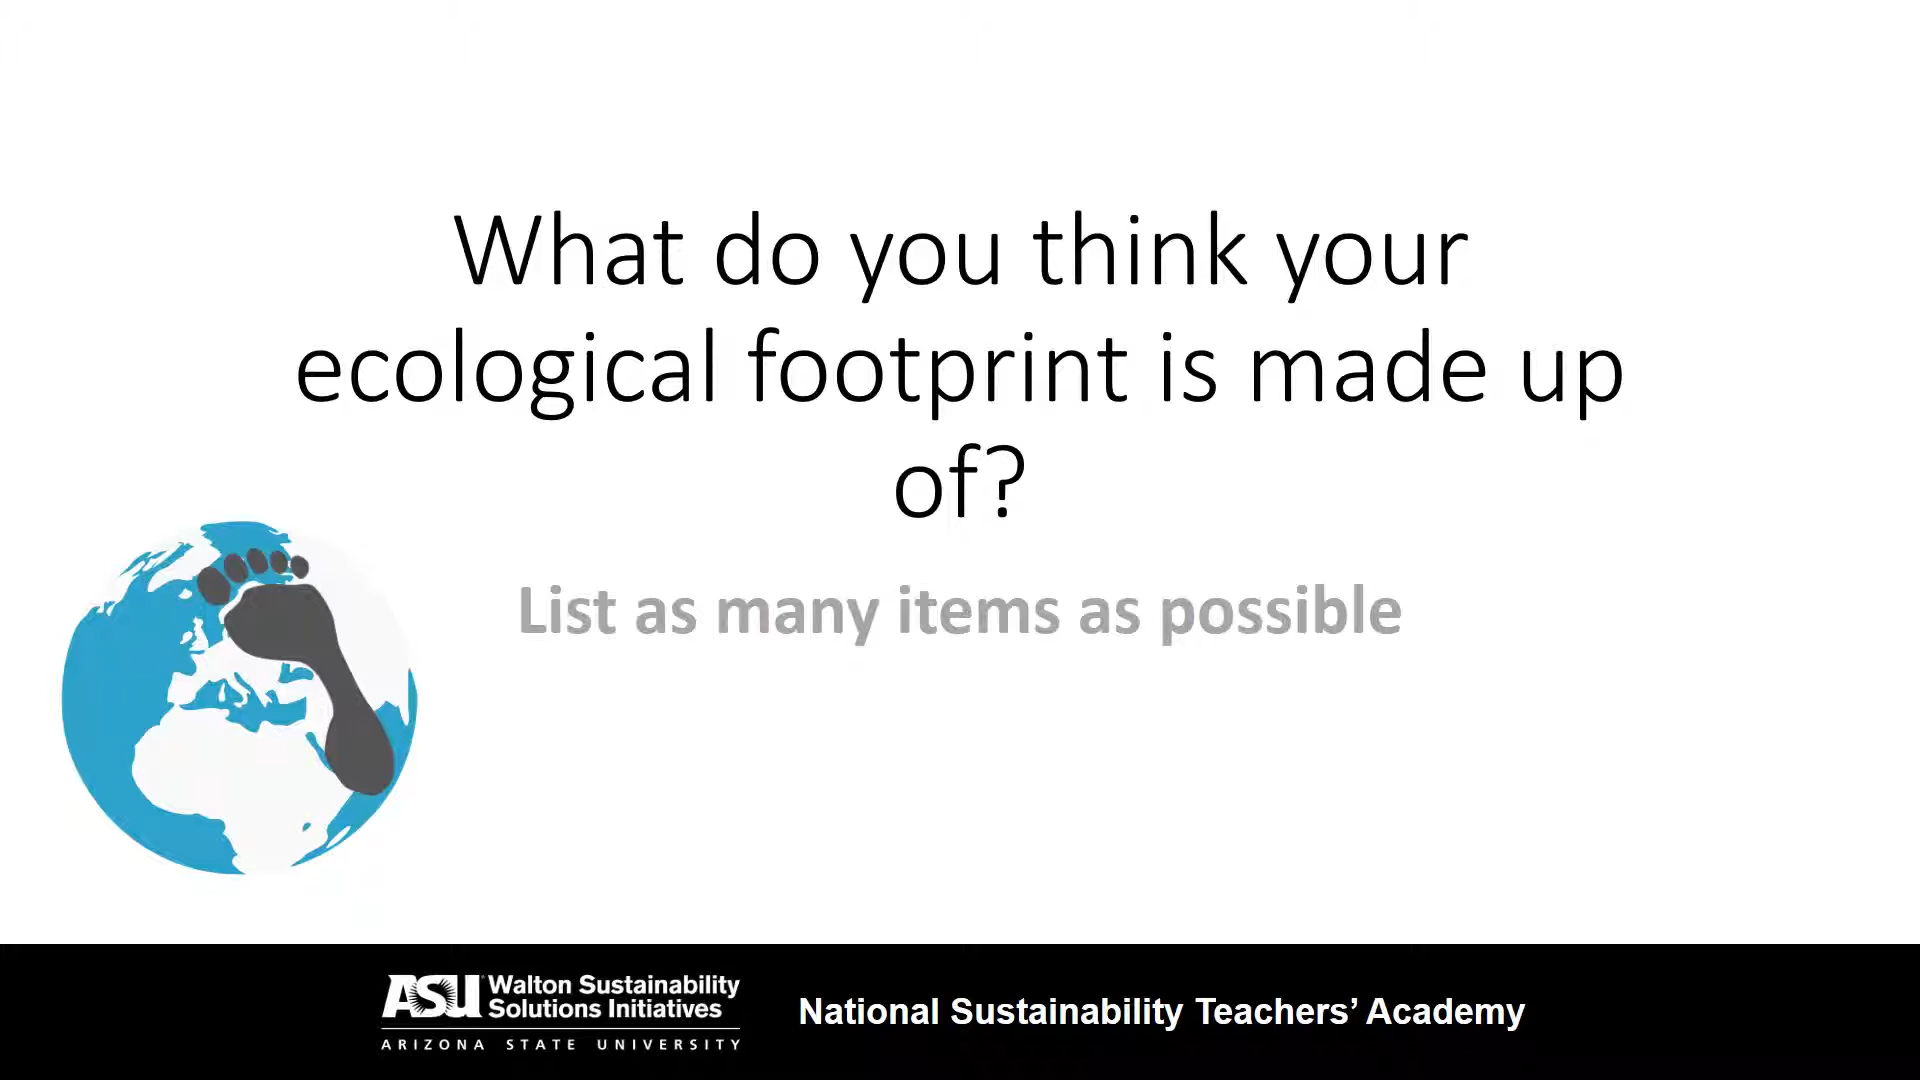 What do you think your
ecological footprint is made up
of?
List as many items as possible
ASU Walton Sustainability
Solutions Initiatives
ARIZONA STATE UNIVERSITY
National Sustainability Teachers’ Academy